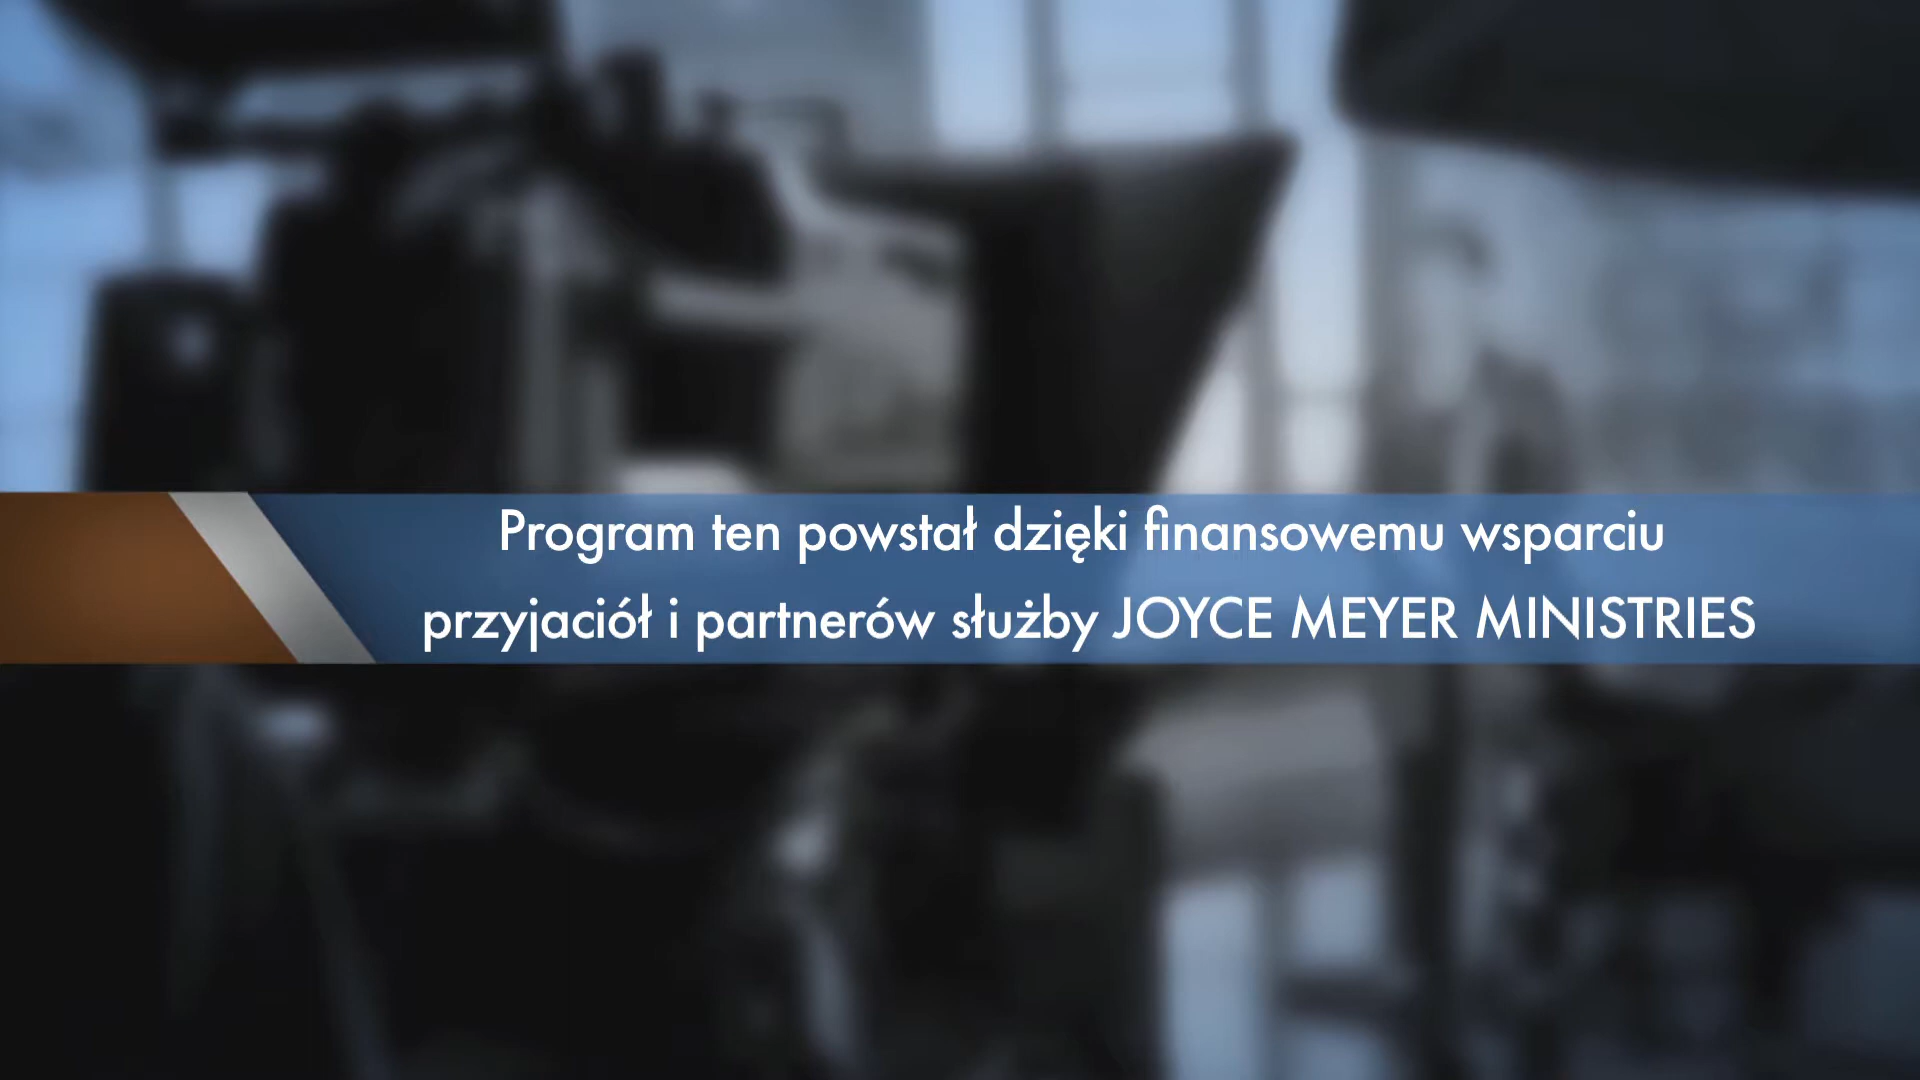 Program ten powstał dzięki finansowemu wsparciu
przyjaciół i partnerów służby JOYCE MEYER MINISTRIES